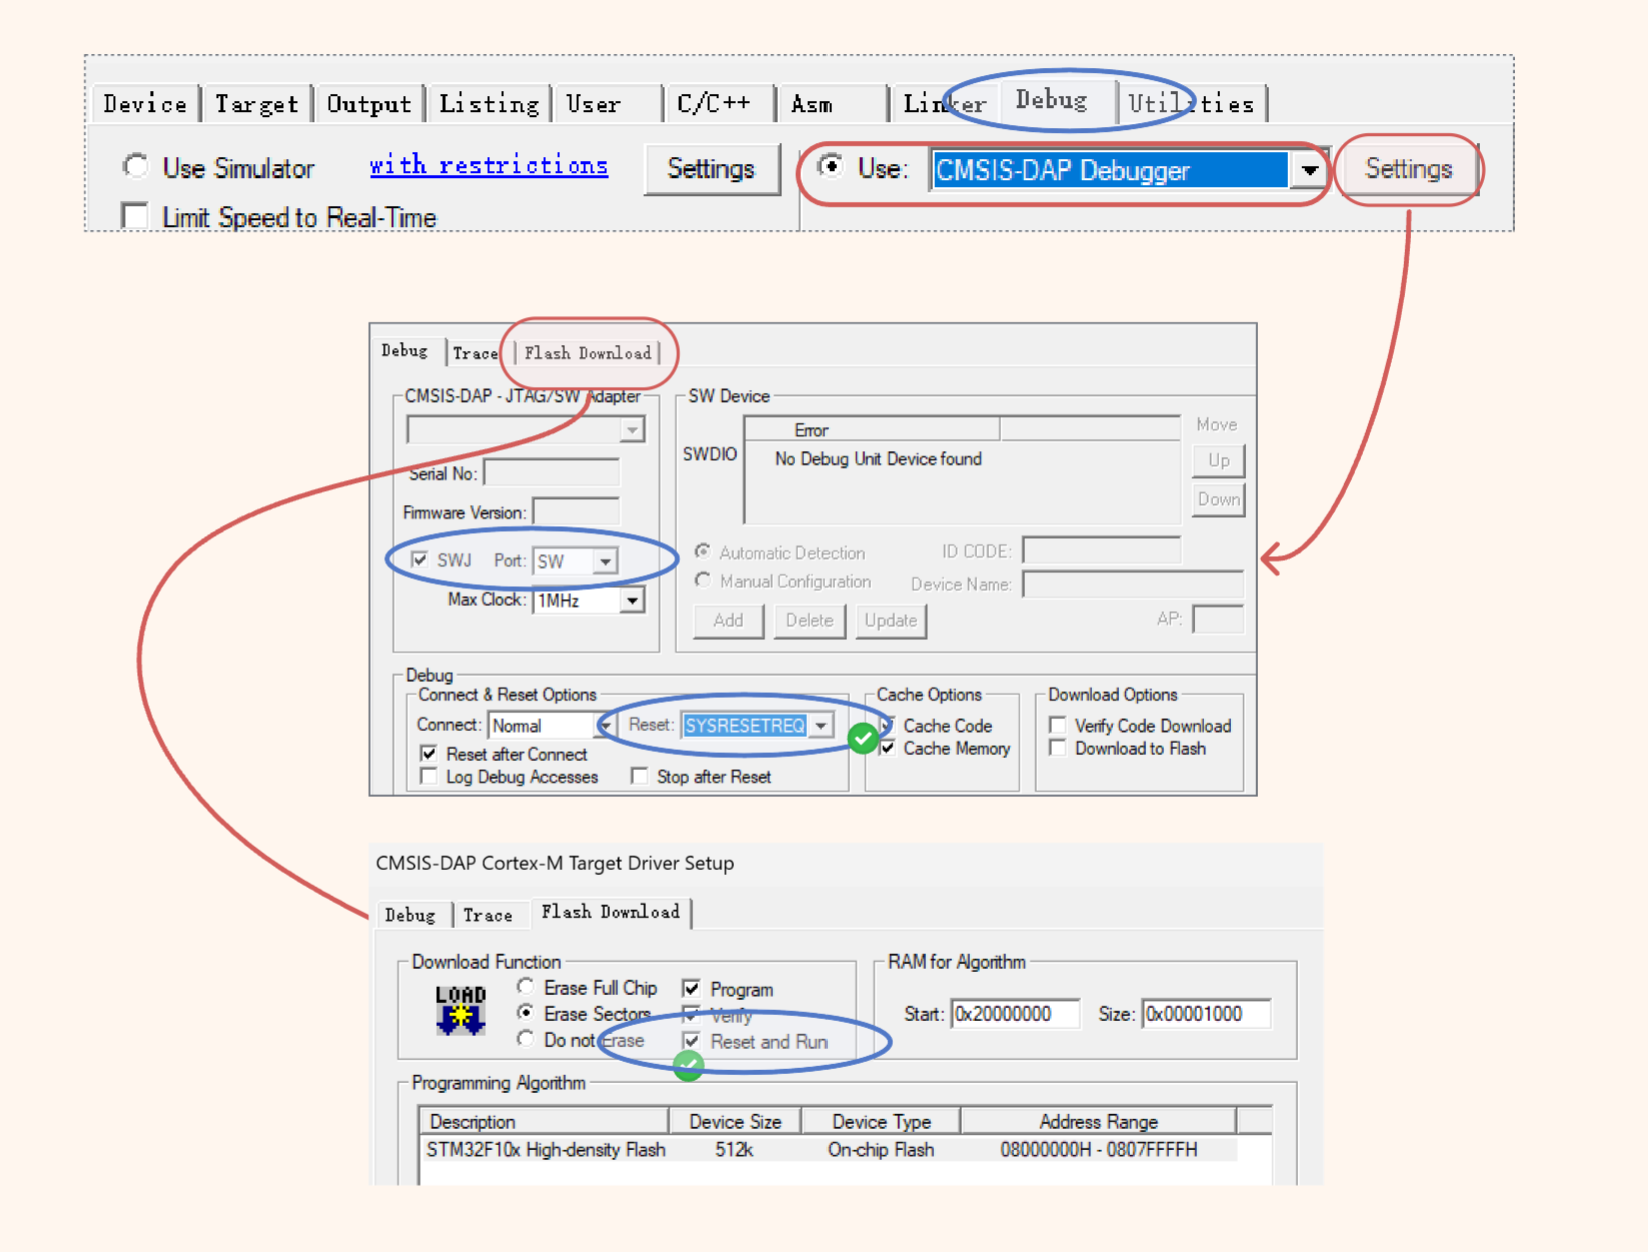 Device Target Output Listing User C/C++ Asm Linker Debug Utilities
Use Simulator with restrictions Settings Use: CMSIS-DAP Debugger Settings
Limit Speed to Real-Time
Debug Trace Flash Download
CMSIS-DAP - JTAG/SW Adapter
Serial No:
Firmware Version:
SWJ Port: SW
Max Clock: 1MHz
SW Device
Error
SWDIO No Debug Unit Device found
Move
Up
Down
Automatic Detection ID CODE:
Manual Configuration Device Name:
Add Delete Update AP:
Debug
Connect & Reset Options
Connect: Normal Reset: SYSRESETREQ
Reset after Connect
Log Debug Accesses Stop after Reset
Cache Options
Cache Code
Cache Memory
Download Options
Verify Code Download
Download to Flash
CMSIS-DAP Cortex-M Target Driver Setup
Debug Trace Flash Download
Download Function
LOAD
Erase Full Chip Program
Erase Sectors Verify
Do not Erase Reset and Run
RAM for Algorithm
Start: 0x20000000 Size: 0x00001000
Programming Algorithm
Description Device Size Device Type Address Range
STM32F10x High-density Flash 512k On-chip Flash 08000000H - 0807FFFFH